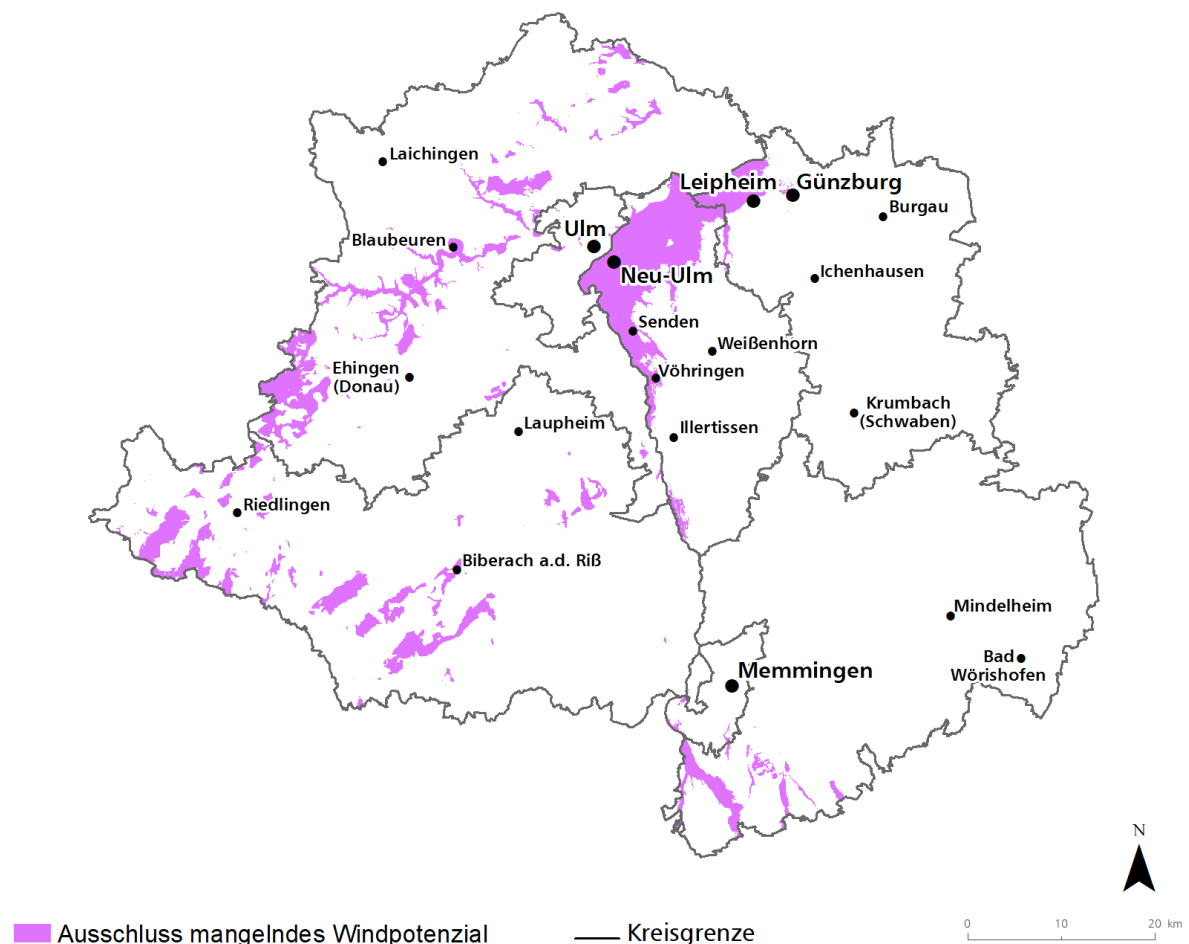 Laichingen
Leipheim
Günzburg
Burgau
Ulm
Blaubeuren
Neu-Ulm
Ichenhausen
Senden
Weißenhorn
Ehingen
(Donau)
Vöhringen
Krumbach
(Schwaben)
Laupheim
Illertissen
Riedlingen
Biberach a.d. Riß
Mindelheim
Bad
Wörishofen
Memmingen
N
0 10 20 km
Ausschluss mangelndes Windpotenzial
Kreisgrenze